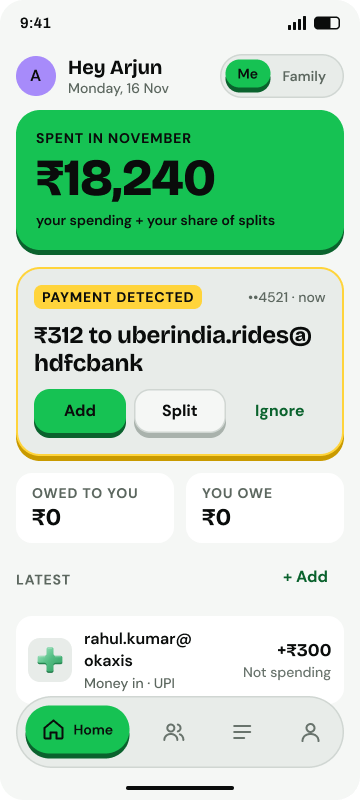 9:41
A
Hey Arjun
Monday, 16 Nov
Me
Family
SPENT IN NOVEMBER
₹18,240
your spending + your share of splits
PAYMENT DETECTED
••4521 · now
₹312 to uberindia.rides@
hdfcbank
Add
Split
Ignore
OWED TO YOU
₹0
YOU OWE
₹0
LATEST
+ Add
rahul.kumar@
okaxis
Money in · UPI
+₹300
Not spending
Home